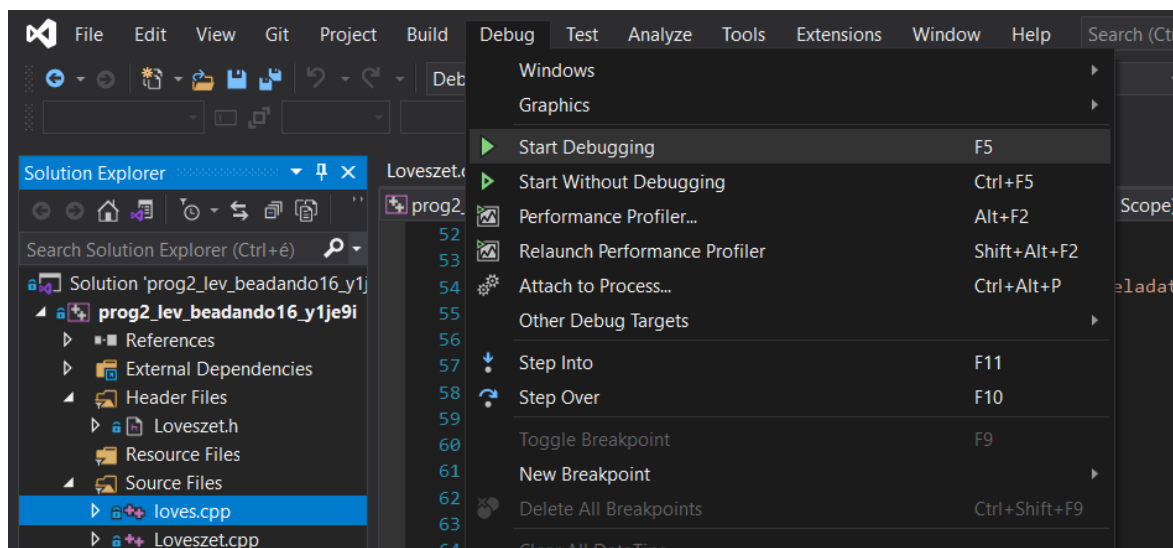 File Edit View Git Project Build Debug Test Analyze Tools Extensions Window Help Search (Ct
Deb
Windows
Graphics
Start Debugging F5
Start Without Debugging Ctrl+F5
Performance Profiler... Alt+F2
Relaunch Performance Profiler Shift+Alt+F2
Attach to Process... Ctrl+Alt+P
Other Debug Targets
Step Into F11
Step Over F10
Toggle Breakpoint F9
New Breakpoint
Delete All Breakpoints Ctrl+Shift+F9
Solution Explorer
Search Solution Explorer (Ctrl+é)
Solution 'prog2_lev_beadando16_y1j
prog2_lev_beadando16_y1je9i
References
External Dependencies
Header Files
Loveszet.h
Resource Files
Source Files
loves.cpp
Loveszet.cpp
Loveszet.c
prog2_ Scope)
52
53
54 eladat
55
56
57
58
59
60
61
62
63